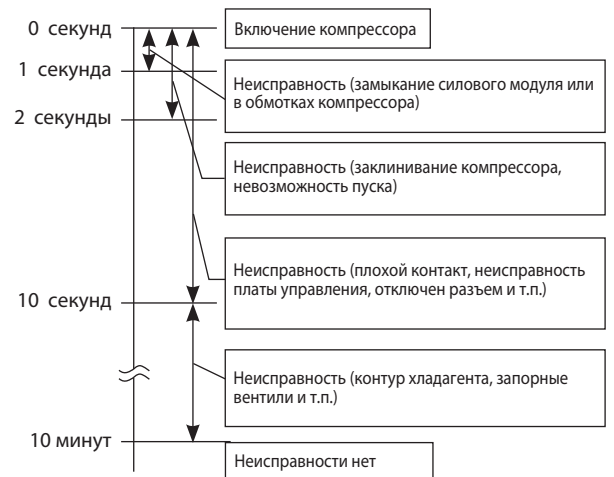 0 секунд
Включение компрессора
1 секунда
Неисправность (замыкание силового модуля или
в обмотках компрессора)
2 секунды
Неисправность (заклинивание компрессора,
невозможность пуска)
Неисправность (плохой контакт, неисправность
платы управления, отключен разъем и т.п.)
10 секунд
Неисправность (контур хладагента, запорные
вентили и т.п.)
10 минут
Неисправности нет